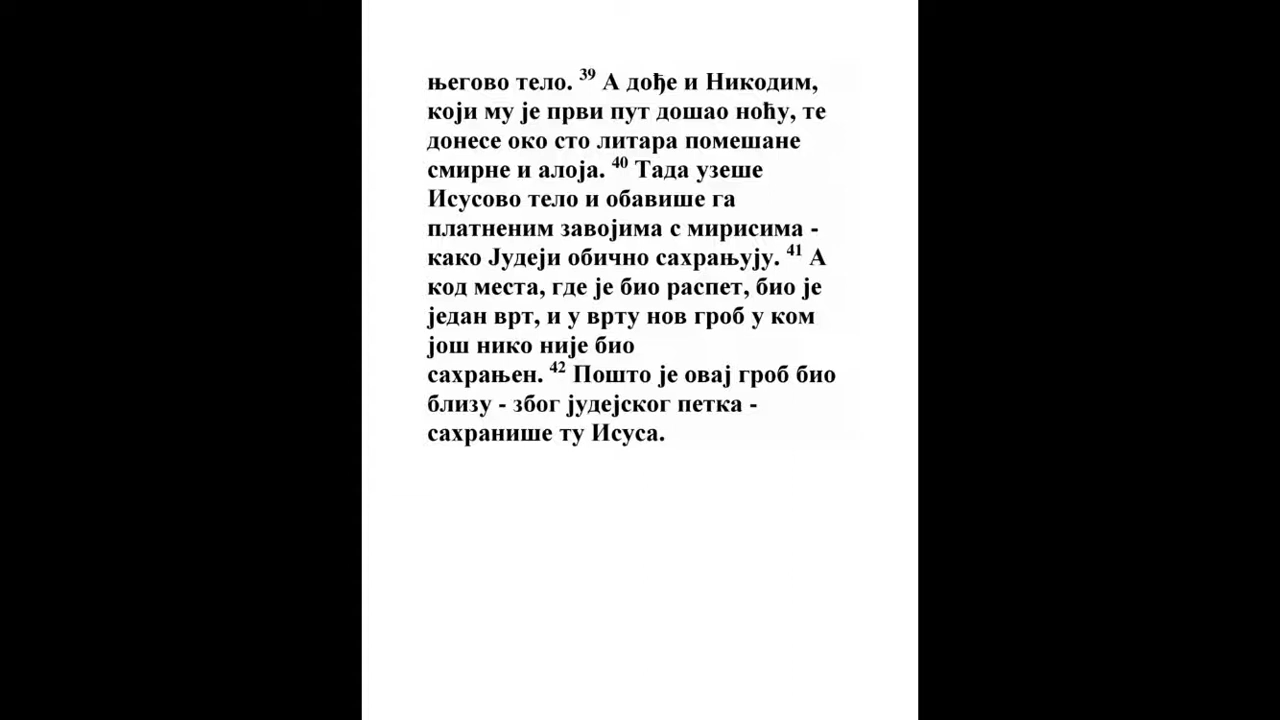 његово тело. 39 А дође и Никодим,
који му је први пут дошао ноћу, те
донесе око сто литара помешане
смирне и алоја. 40 Тада узеше
Исусово тело и обавише га
платненим завојима с мирисима -
како Јудеји обично сахрањују. 41 А
код места, где је био распет, био је
један врт, и у врту нов гроб у ком
још нико није био
сахрањен. 42 Пошто је овај гроб био
близу - због јудејског петка -
сахранише ту Исуса.